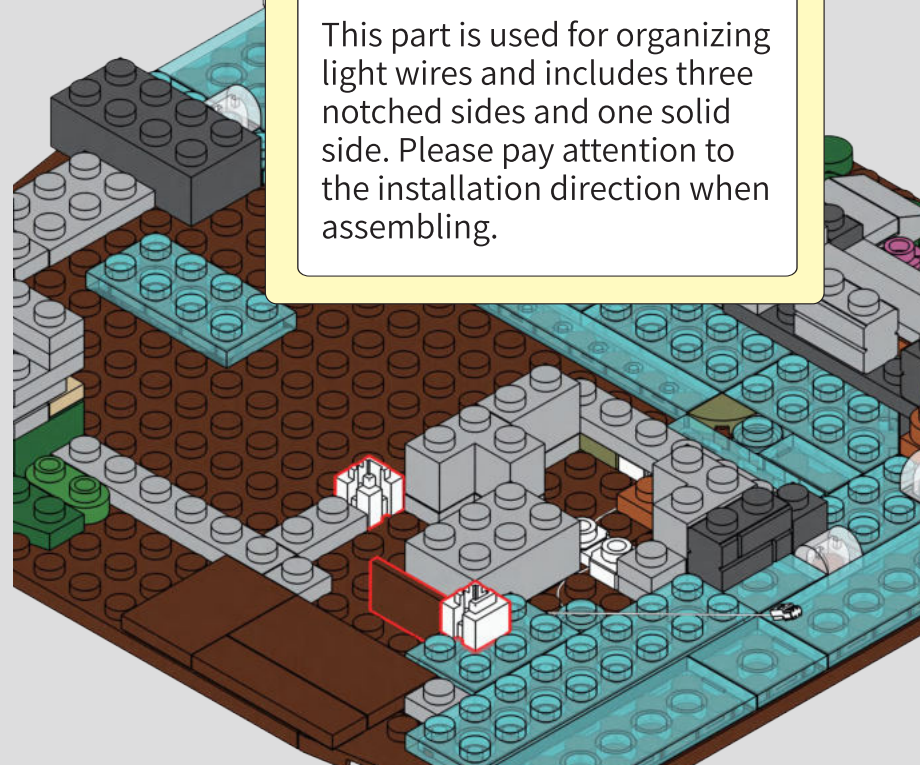 This part is used for organizing
light wires and includes three
notched sides and one solid
side. Please pay attention to
the installation direction when
assembling.